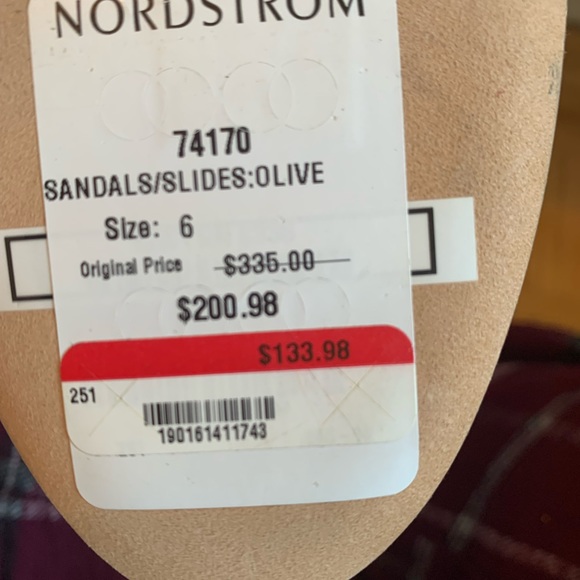 NORDSTROM
74170
SANDALS/SLIDES:OLIVE
Size: 6
Original Price $335.00
$200.98
$133.98
251
190161411743